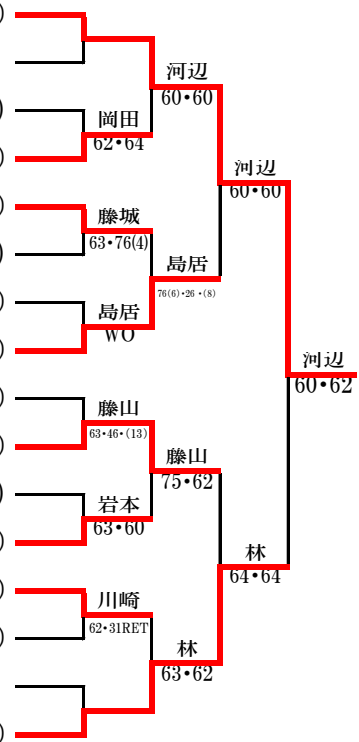 )
河辺
60•60
)
岡田
62•64
)
河辺
60•60
)
藤城
63•76(4)
)
島居
76(6)•26•(8)
)
島居
WO
)
河辺
60•62
)
藤山
63•46•(13)
)
藤山
75•62
)
岩本
63•60
)
林
64•64
)
川崎
62•31RET
)
林
63•62
)